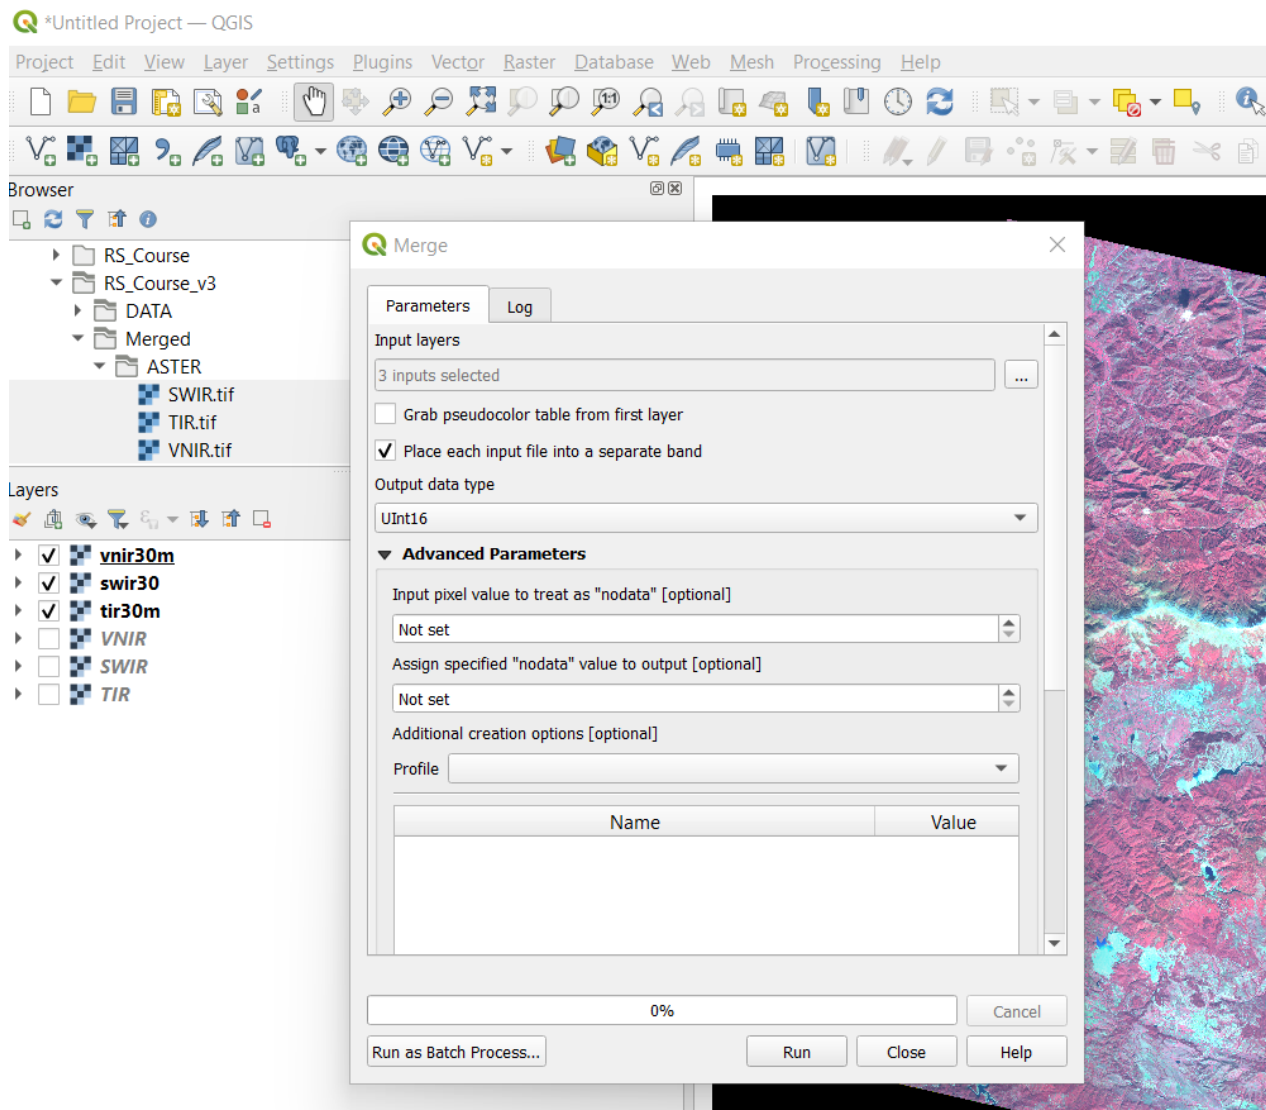 *Untitled Project — QGIS
Project Edit View Layer Settings Plugins Vector Raster Database Web Mesh Processing Help
1:1
a
Browser
RS_Course
RS_Course_v3
DATA
Merged
ASTER
SWIR.tif
TIR.tif
VNIR.tif
Layers
vnir30m
swir30
tir30m
VNIR
SWIR
TIR
Merge
Parameters Log
Input layers
3 inputs selected
...
Grab pseudocolor table from first layer
Place each input file into a separate band
Output data type
UInt16
Advanced Parameters
Input pixel value to treat as "nodata" [optional]
Not set
Assign specified "nodata" value to output [optional]
Not set
Additional creation options [optional]
Profile
Name Value
0%
Cancel
Run as Batch Process... Run Close Help